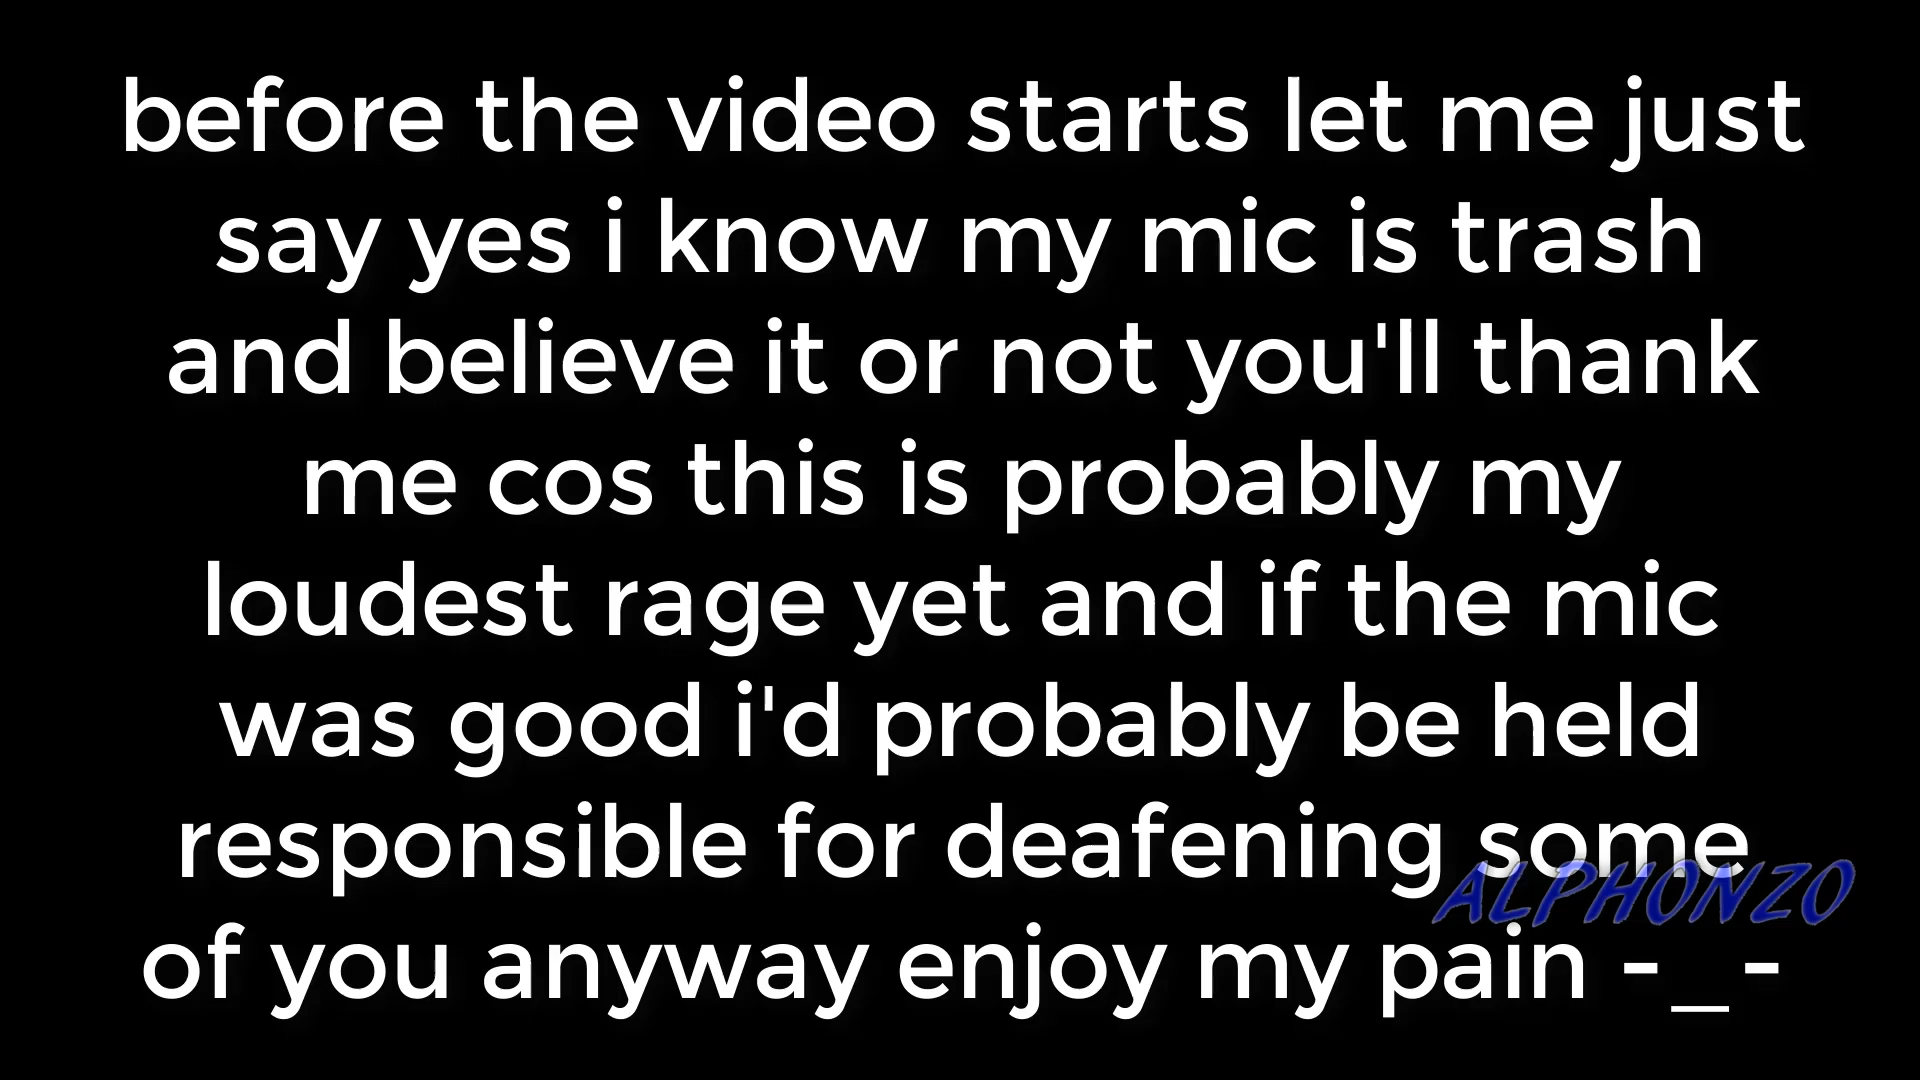 before the video starts let me just
say yes i know my mic is trash
and believe it or not you'll thank
me cos this is probably my
loudest rage yet and if the mic
was good i'd probably be held
responsible for deafening some
ALPHONZO
of you anyway enjoy my pain -_-